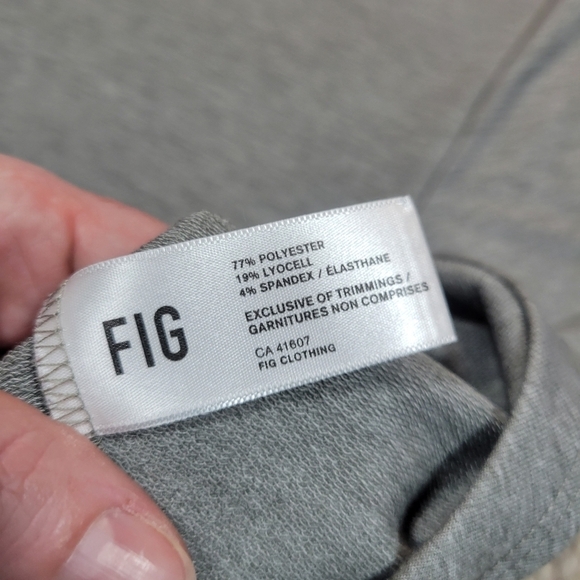 FIG
77% POLYESTER
19% LYOCELL
4% SPANDEX / ÉLASTHANE
EXCLUSIVE OF TRIMMINGS /
GARNITURES NON COMPRISES
CA 41607
FIG CLOTHING